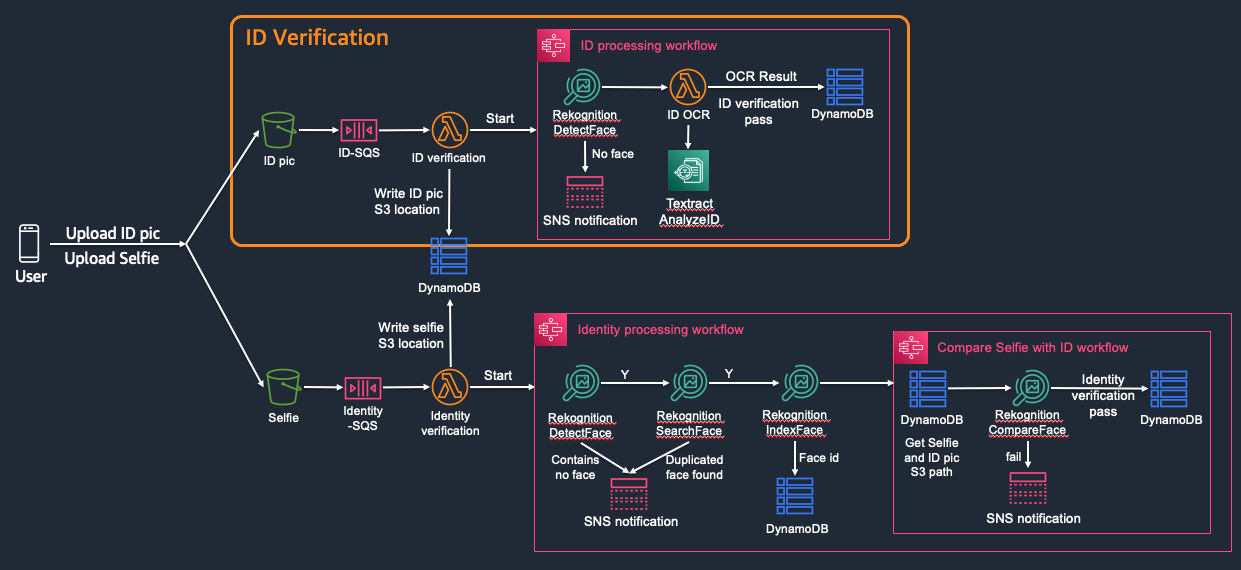 ID Verification
ID processing workflow
Rekognition
DetectFace
No face
SNS notification
ID OCR
Textract
AnalyzeID
OCR Result
ID verification
pass
DynamoDB
ID pic
ID-SQS
ID verification
Start
Write ID pic
S3 location
DynamoDB
User
Upload ID pic
Upload Selfie
Write selfie
S3 location
Selfie
Identity
-SQS
Identity
verification
Start
Identity processing workflow
Rekognition
DetectFace
Y
Rekognition
SearchFace
Y
Rekognition
IndexFace
Contains
no face
Duplicated
face found
SNS notification
Face id
DynamoDB
Compare Selfie with ID workflow
DynamoDB
Get Selfie
and ID pic
S3 path
Rekognition
CompareFace
fail
SNS notification
Identity
verification
pass
DynamoDB